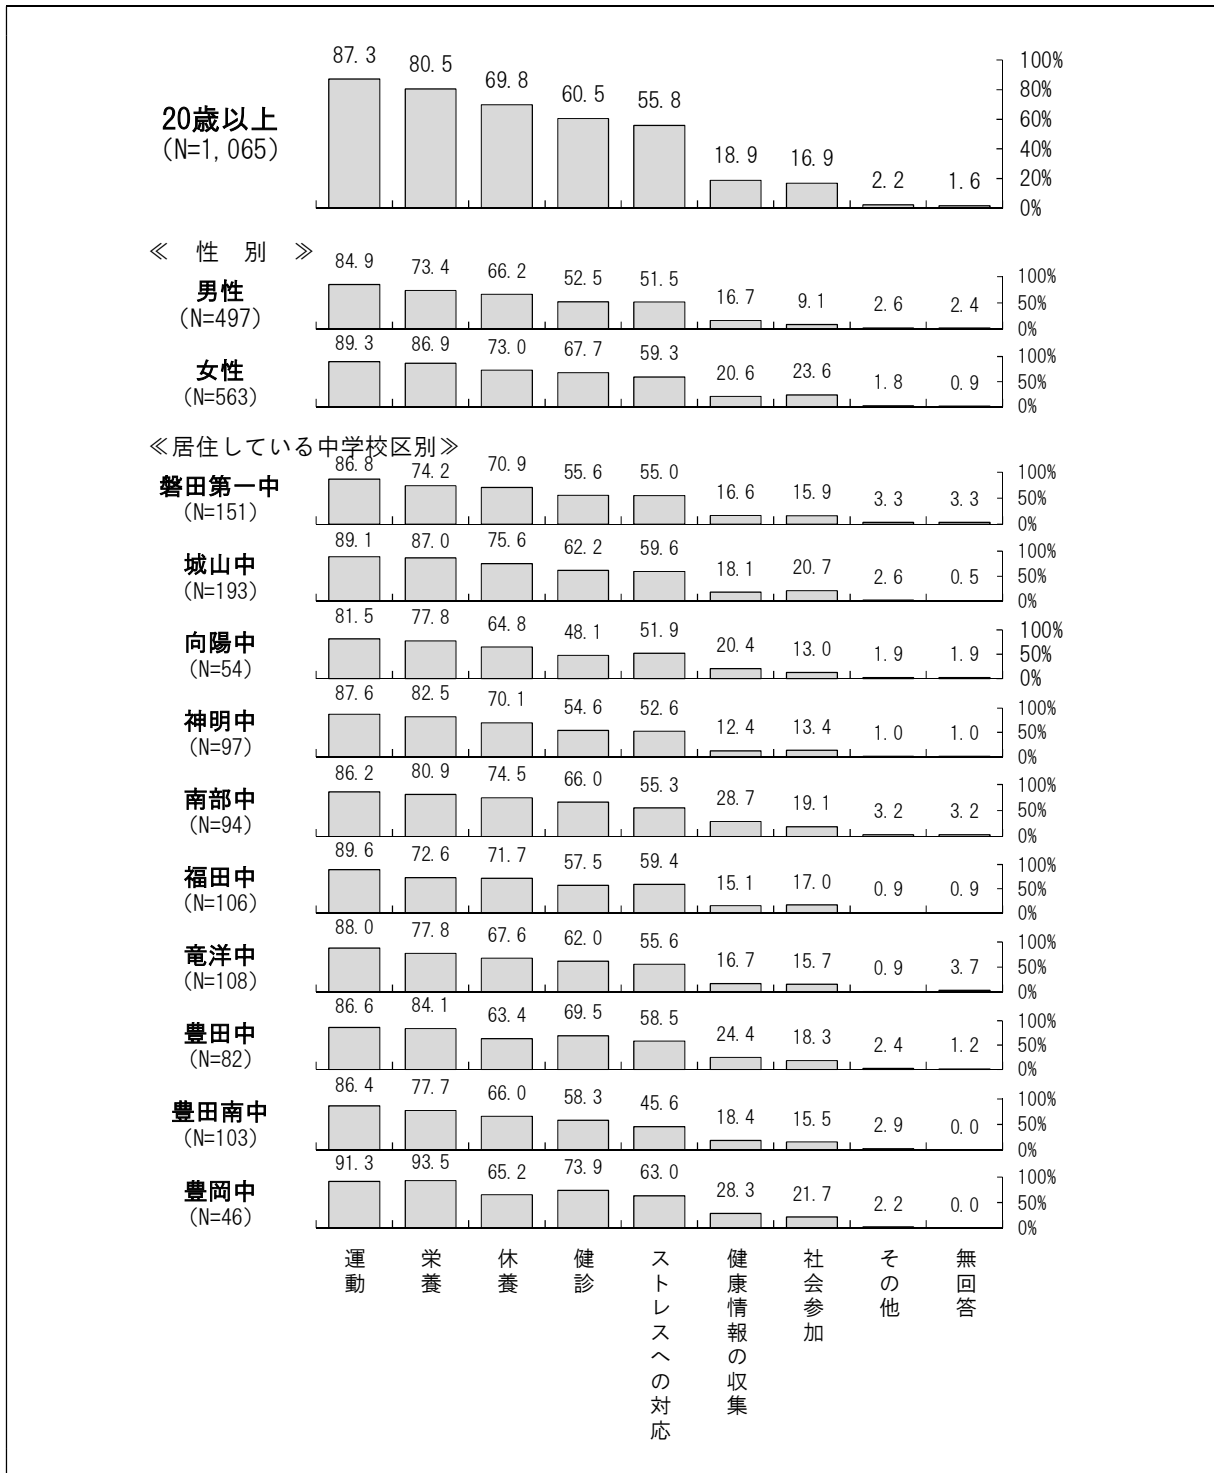 87.3 80.5 69.8 60.5 55.8 18.9 16.9 2.2 1.6
20歳以上
(N=1,065)
100%
80%
60%
40%
20%
0%
≪ 性 別 ≫
84.9 73.4 66.2 52.5 51.5 16.7 9.1 2.6 2.4
男性
(N=497)
100%
50%
0%
89.3 86.9 73.0 67.7 59.3 20.6 23.6 1.8 0.9
女性
(N=563)
100%
50%
0%
≪居住している中学校区別≫
86.8 74.2 70.9 55.6 55.0 16.6 15.9 3.3 3.3
磐田第一中
(N=151)
100%
50%
0%
89.1 87.0 75.6 62.2 59.6 18.1 20.7 2.6 0.5
城山中
(N=193)
100%
50%
0%
81.5 77.8 64.8 48.1 51.9 20.4 13.0 1.9 1.9
向陽中
(N=54)
100%
50%
0%
87.6 82.5 70.1 54.6 52.6 12.4 13.4 1.0 1.0
神明中
(N=97)
100%
50%
0%
86.2 80.9 74.5 66.0 55.3 28.7 19.1 3.2 3.2
南部中
(N=94)
100%
50%
0%
89.6 72.6 71.7 57.5 59.4 15.1 17.0 0.9 0.9
福田中
(N=106)
100%
50%
0%
88.0 77.8 67.6 62.0 55.6 16.7 15.7 0.9 3.7
竜洋中
(N=108)
100%
50%
0%
86.6 84.1 63.4 69.5 58.5 24.4 18.3 2.4 1.2
豊田中
(N=82)
100%
50%
0%
86.4 77.7 66.0 58.3 45.6 18.4 15.5 2.9 0.0
豊田南中
(N=103)
100%
50%
0%
91.3 93.5 65.2 73.9 63.0 28.3 21.7 2.2 0.0
豊岡中
(N=46)
100%
50%
0%
運動
栄養
休養
健診
ストレスへの対応
健康情報の収集
社会参加
その他
無回答